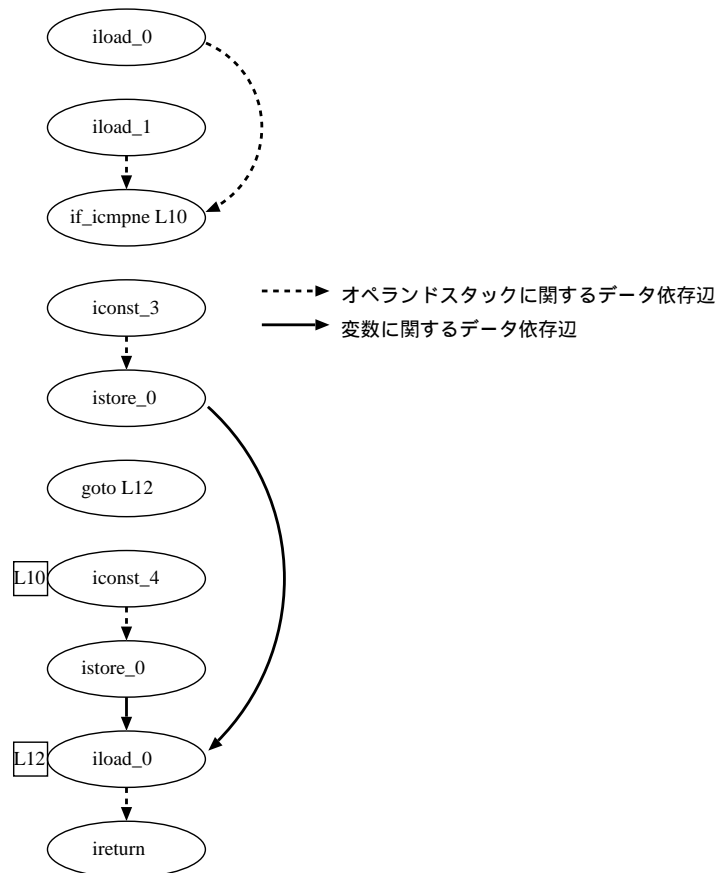 iload_0
iload_1
if_icmpne L10
iconst_3
オペランドスタックに関するデータ依存辺
変数に関するデータ依存辺
istore_0
goto L12
L10
iconst_4
istore_0
L12
iload_0
ireturn